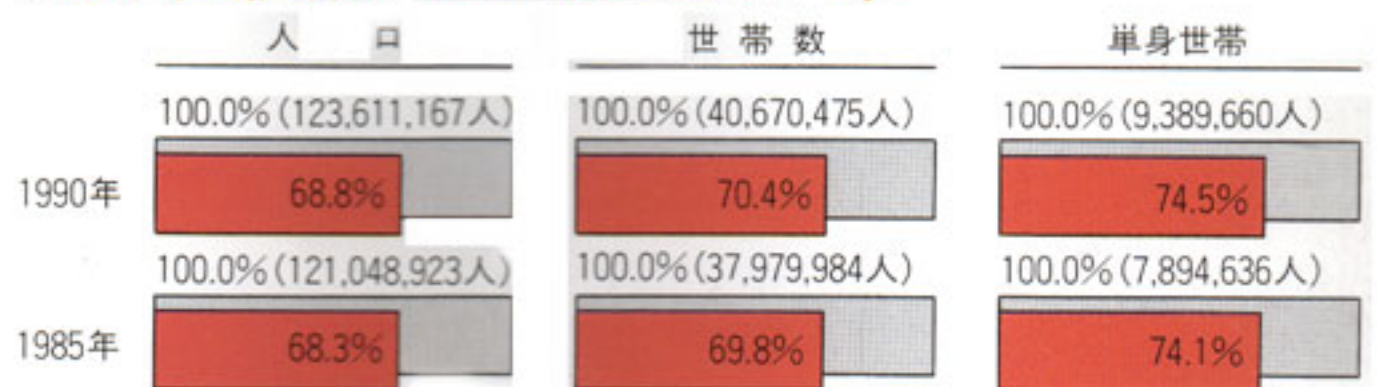 人 口 世帯数 単身世帯
100.0%(123,611,167人) 100.0%(40,670,475人) 100.0%(9,389,660人)
1990年 68.8% 70.4% 74.5%
100.0%(121,048,923人) 100.0%(37,979,984人) 100.0%(7,894,636人)
1985年 68.3% 69.8% 74.1%